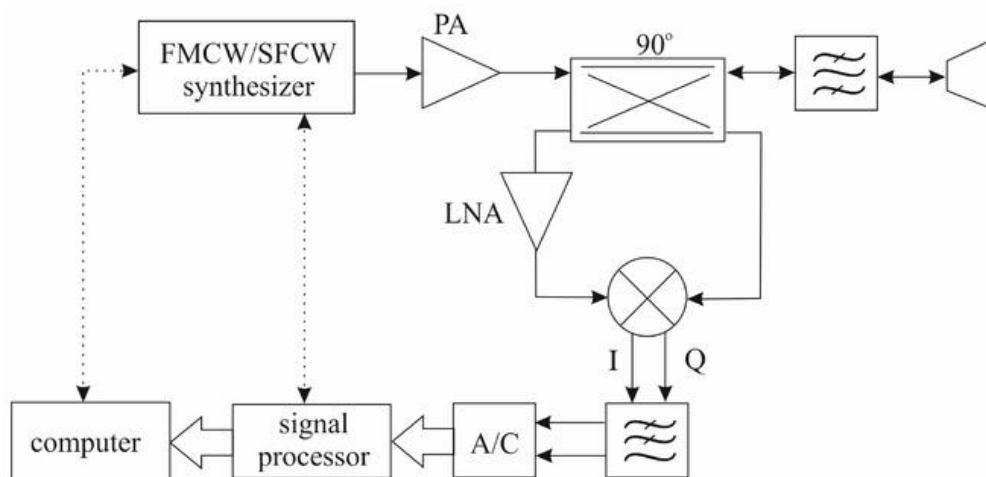 PA
FMCW/SFCW
synthesizer
90°
LNA
I
Q
computer
signal
processor
A/C